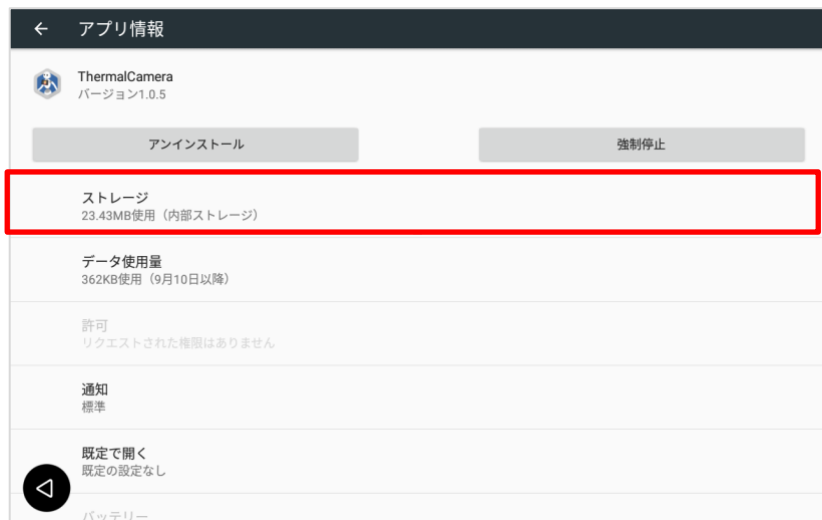 アプリ情報
ThermalCamera
バージョン1.0.5
アンインストール
強制停止
ストレージ
23.43MB使用（内部ストレージ）
データ使用量
362KB使用（9月10日以降）
許可
リクエストされた権限はありません
通知
標準
既定で開く
既定の設定なし
バッテリー